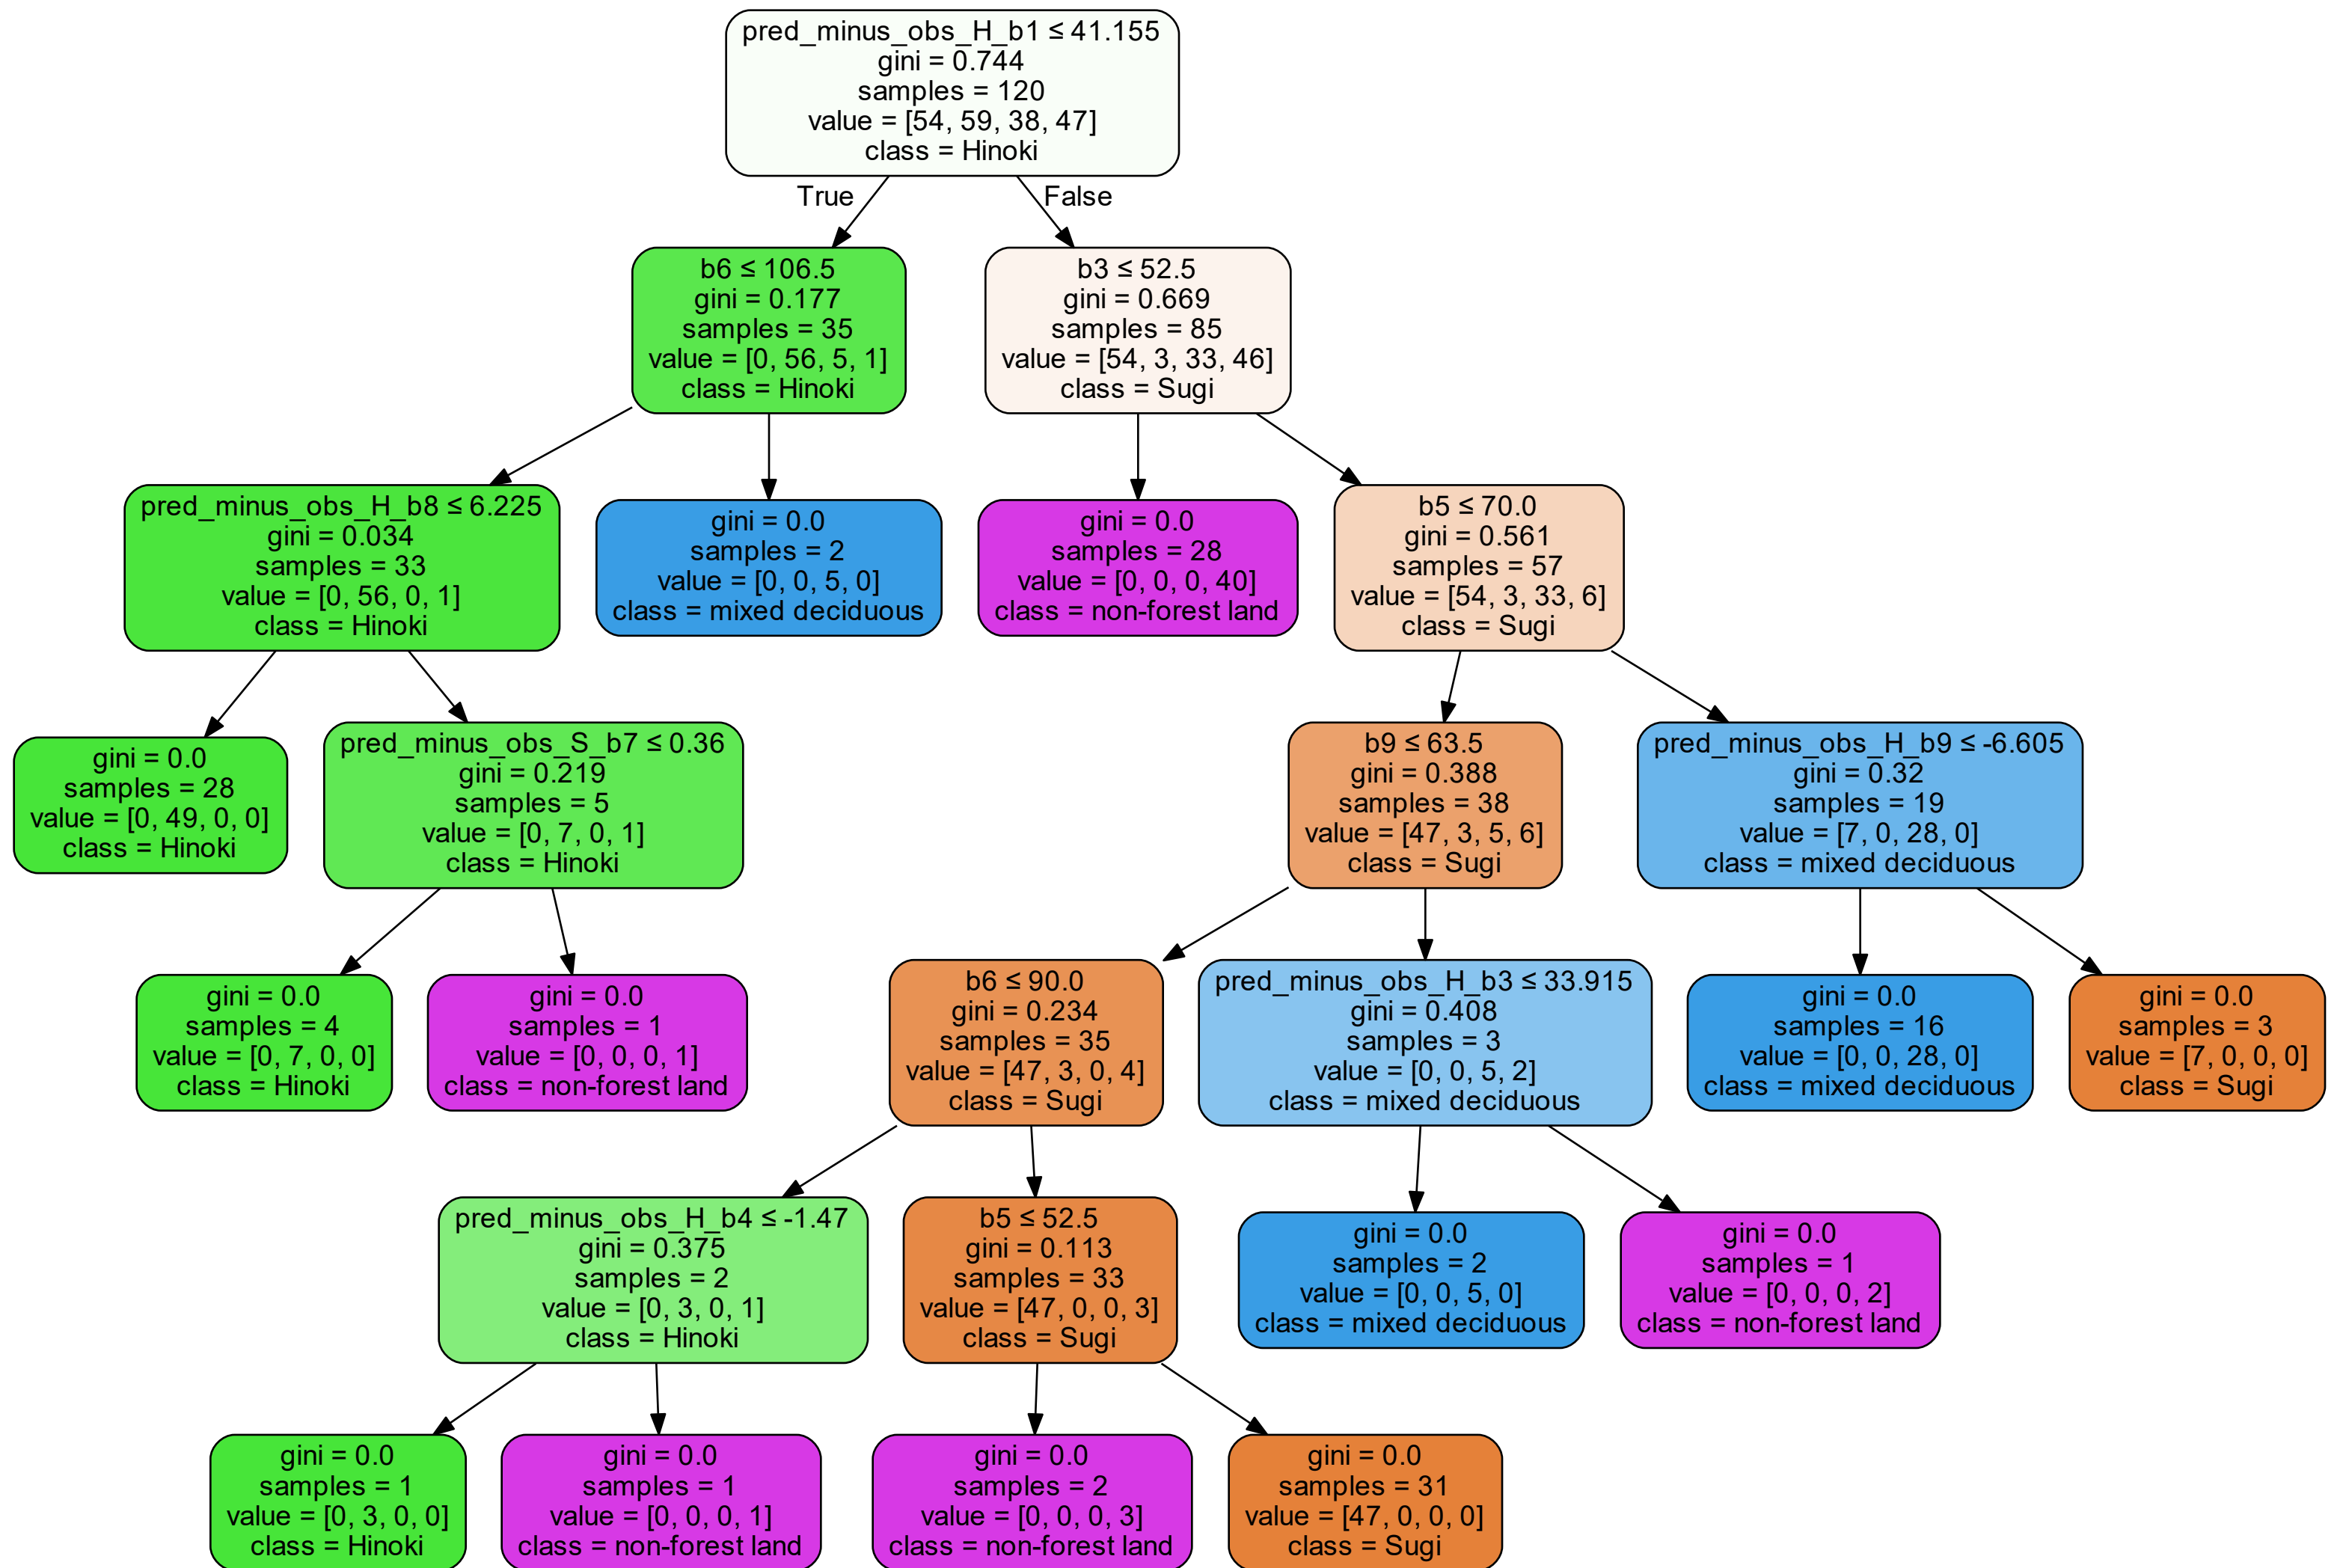 pred_minus_obs_H_b1 ≤ 41.155
gini = 0.744
samples = 120
value = [54, 59, 38, 47]
class = Hinoki
True
False
b6 ≤ 106.5
gini = 0.177
samples = 35
value = [0, 56, 5, 1]
class = Hinoki
b3 ≤ 52.5
gini = 0.669
samples = 85
value = [54, 3, 33, 46]
class = Sugi
pred_minus_obs_H_b8 ≤ 6.225
gini = 0.034
samples = 33
value = [0, 56, 0, 1]
class = Hinoki
gini = 0.0
samples = 2
value = [0, 0, 5, 0]
class = mixed deciduous
gini = 0.0
samples = 28
value = [0, 0, 0, 40]
class = non-forest land
b5 ≤ 70.0
gini = 0.561
samples = 57
value = [54, 3, 33, 6]
class = Sugi
gini = 0.0
samples = 28
value = [0, 49, 0, 0]
class = Hinoki
pred_minus_obs_S_b7 ≤ 0.36
gini = 0.219
samples = 5
value = [0, 7, 0, 1]
class = Hinoki
b9 ≤ 63.5
gini = 0.388
samples = 38
value = [47, 3, 5, 6]
class = Sugi
pred_minus_obs_H_b9 ≤ -6.605
gini = 0.32
samples = 19
value = [7, 0, 28, 0]
class = mixed deciduous
gini = 0.0
samples = 4
value = [0, 7, 0, 0]
class = Hinoki
gini = 0.0
samples = 1
value = [0, 0, 0, 1]
class = non-forest land
b6 ≤ 90.0
gini = 0.234
samples = 35
value = [47, 3, 0, 4]
class = Sugi
pred_minus_obs_H_b3 ≤ 33.915
gini = 0.408
samples = 3
value = [0, 0, 5, 2]
class = mixed deciduous
gini = 0.0
samples = 16
value = [0, 0, 28, 0]
class = mixed deciduous
gini = 0.0
samples = 3
value = [7, 0, 0, 0]
class = Sugi
pred_minus_obs_H_b4 ≤ -1.47
gini = 0.375
samples = 2
value = [0, 3, 0, 1]
class = Hinoki
b5 ≤ 52.5
gini = 0.113
samples = 33
value = [47, 0, 0, 3]
class = Sugi
gini = 0.0
samples = 2
value = [0, 0, 5, 0]
class = mixed deciduous
gini = 0.0
samples = 1
value = [0, 0, 0, 2]
class = non-forest land
gini = 0.0
samples = 1
value = [0, 3, 0, 0]
class = Hinoki
gini = 0.0
samples = 1
value = [0, 0, 0, 1]
class = non-forest land
gini = 0.0
samples = 2
value = [0, 0, 0, 3]
class = non-forest land
gini = 0.0
samples = 31
value = [47, 0, 0, 0]
class = Sugi